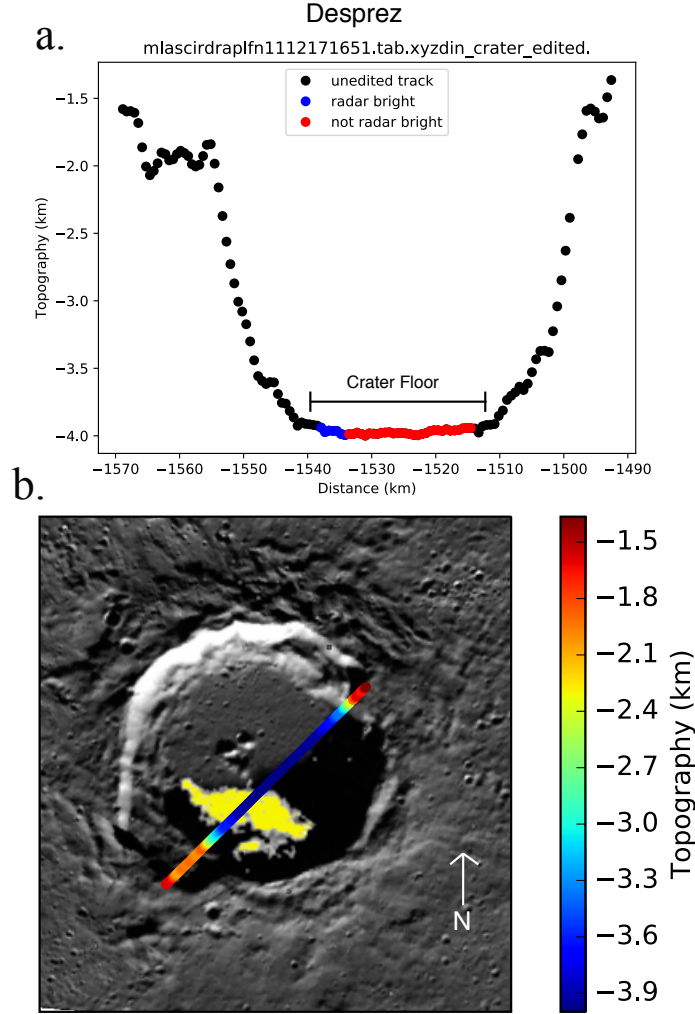 Desprez
a.
mlascirdraplfn1112171651.tab.xyzdin_crater_edited.
unedited track
radar bright
not radar bright
−1.5
−2.0
−2.5
−3.0
−3.5
−4.0
Topography (km)
Crater Floor
−1570 −1560 −1550 −1540 −1530 −1520 −1510 −1500 −1490
Distance (km)
b.
N
−1.5
−1.8
−2.1
−2.4
−2.7
−3.0
−3.3
−3.6
−3.9
Topography (km)